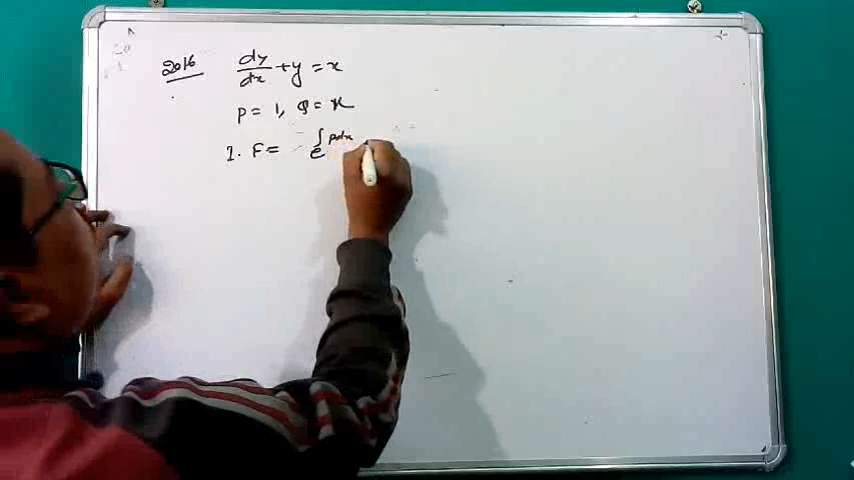 2016 dy/dx + y = x
P = 1, Q = x
I. F = e^∫pdx